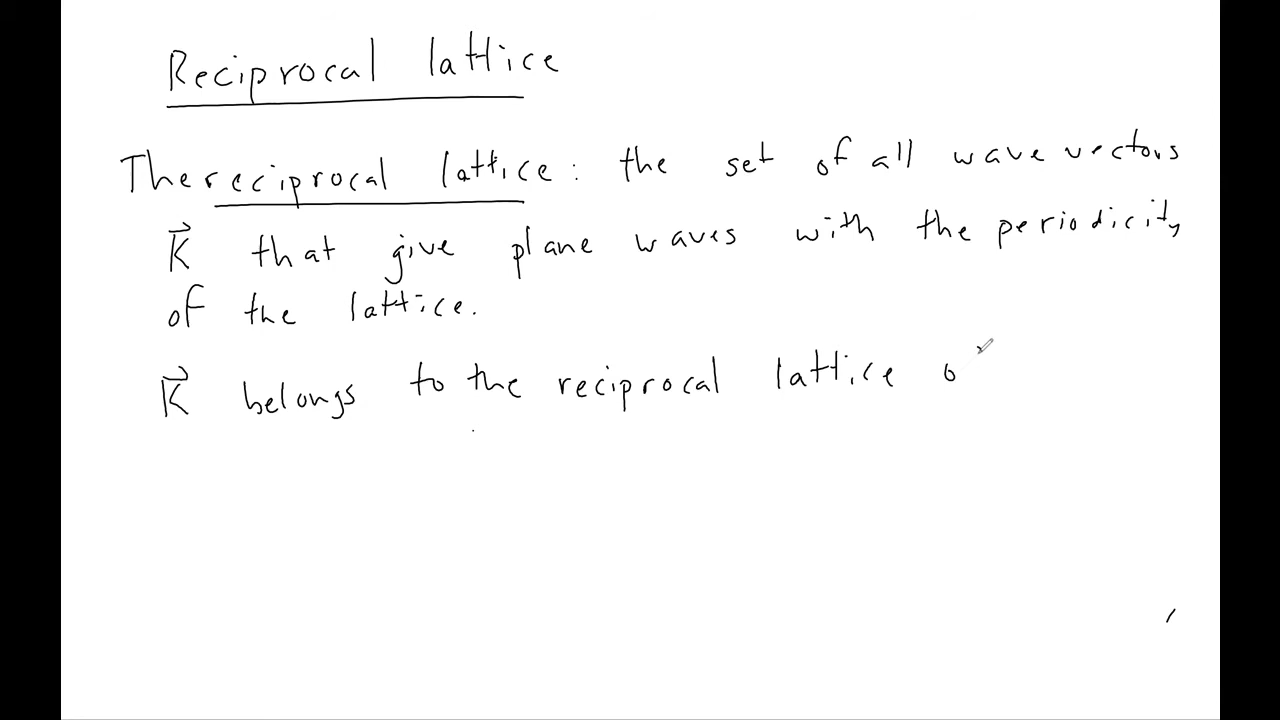 Reciprocal lattice
The reciprocal lattice: the set of all wave vectors
K⃗ that give plane waves with the periodicity
of the lattice.
K⃗ belongs to the reciprocal lattice o